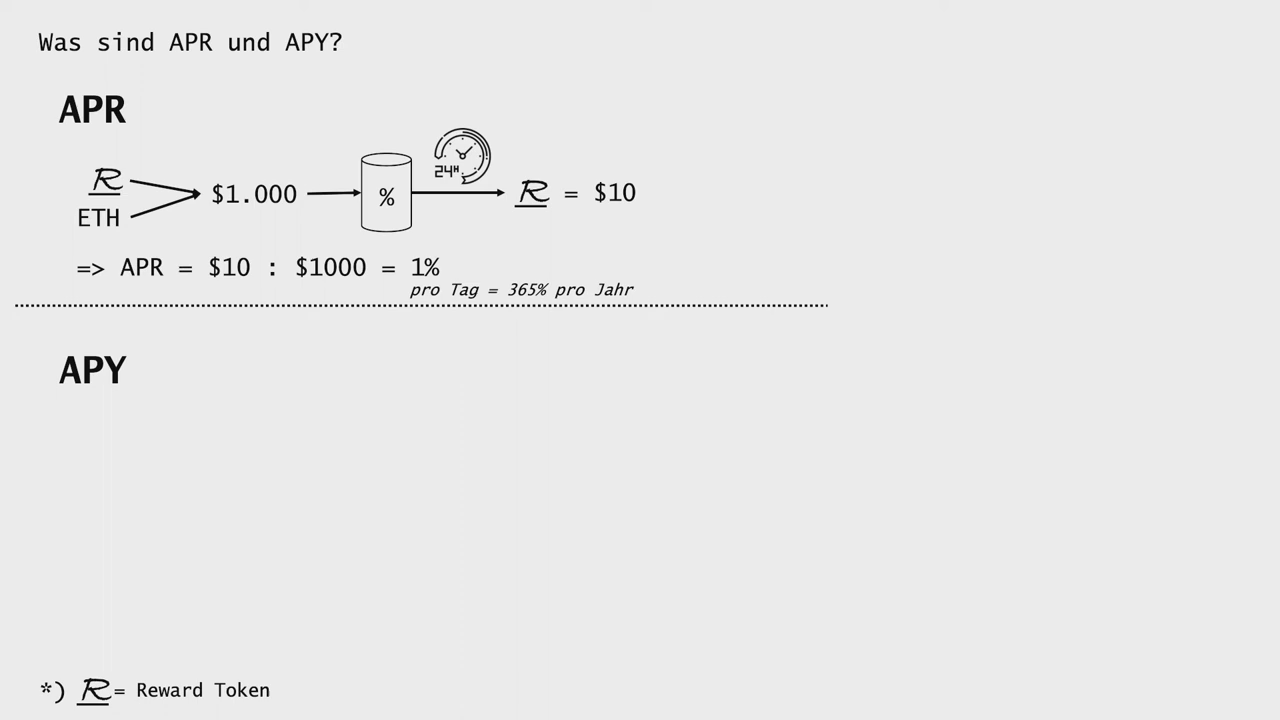 Was sind APR und APY?
APR
R
ETH
$1.000
%
24H
R = $10
=> APR = $10 : $1000 = 1%
pro Tag = 365% pro Jahr
APY
*) R = Reward Token